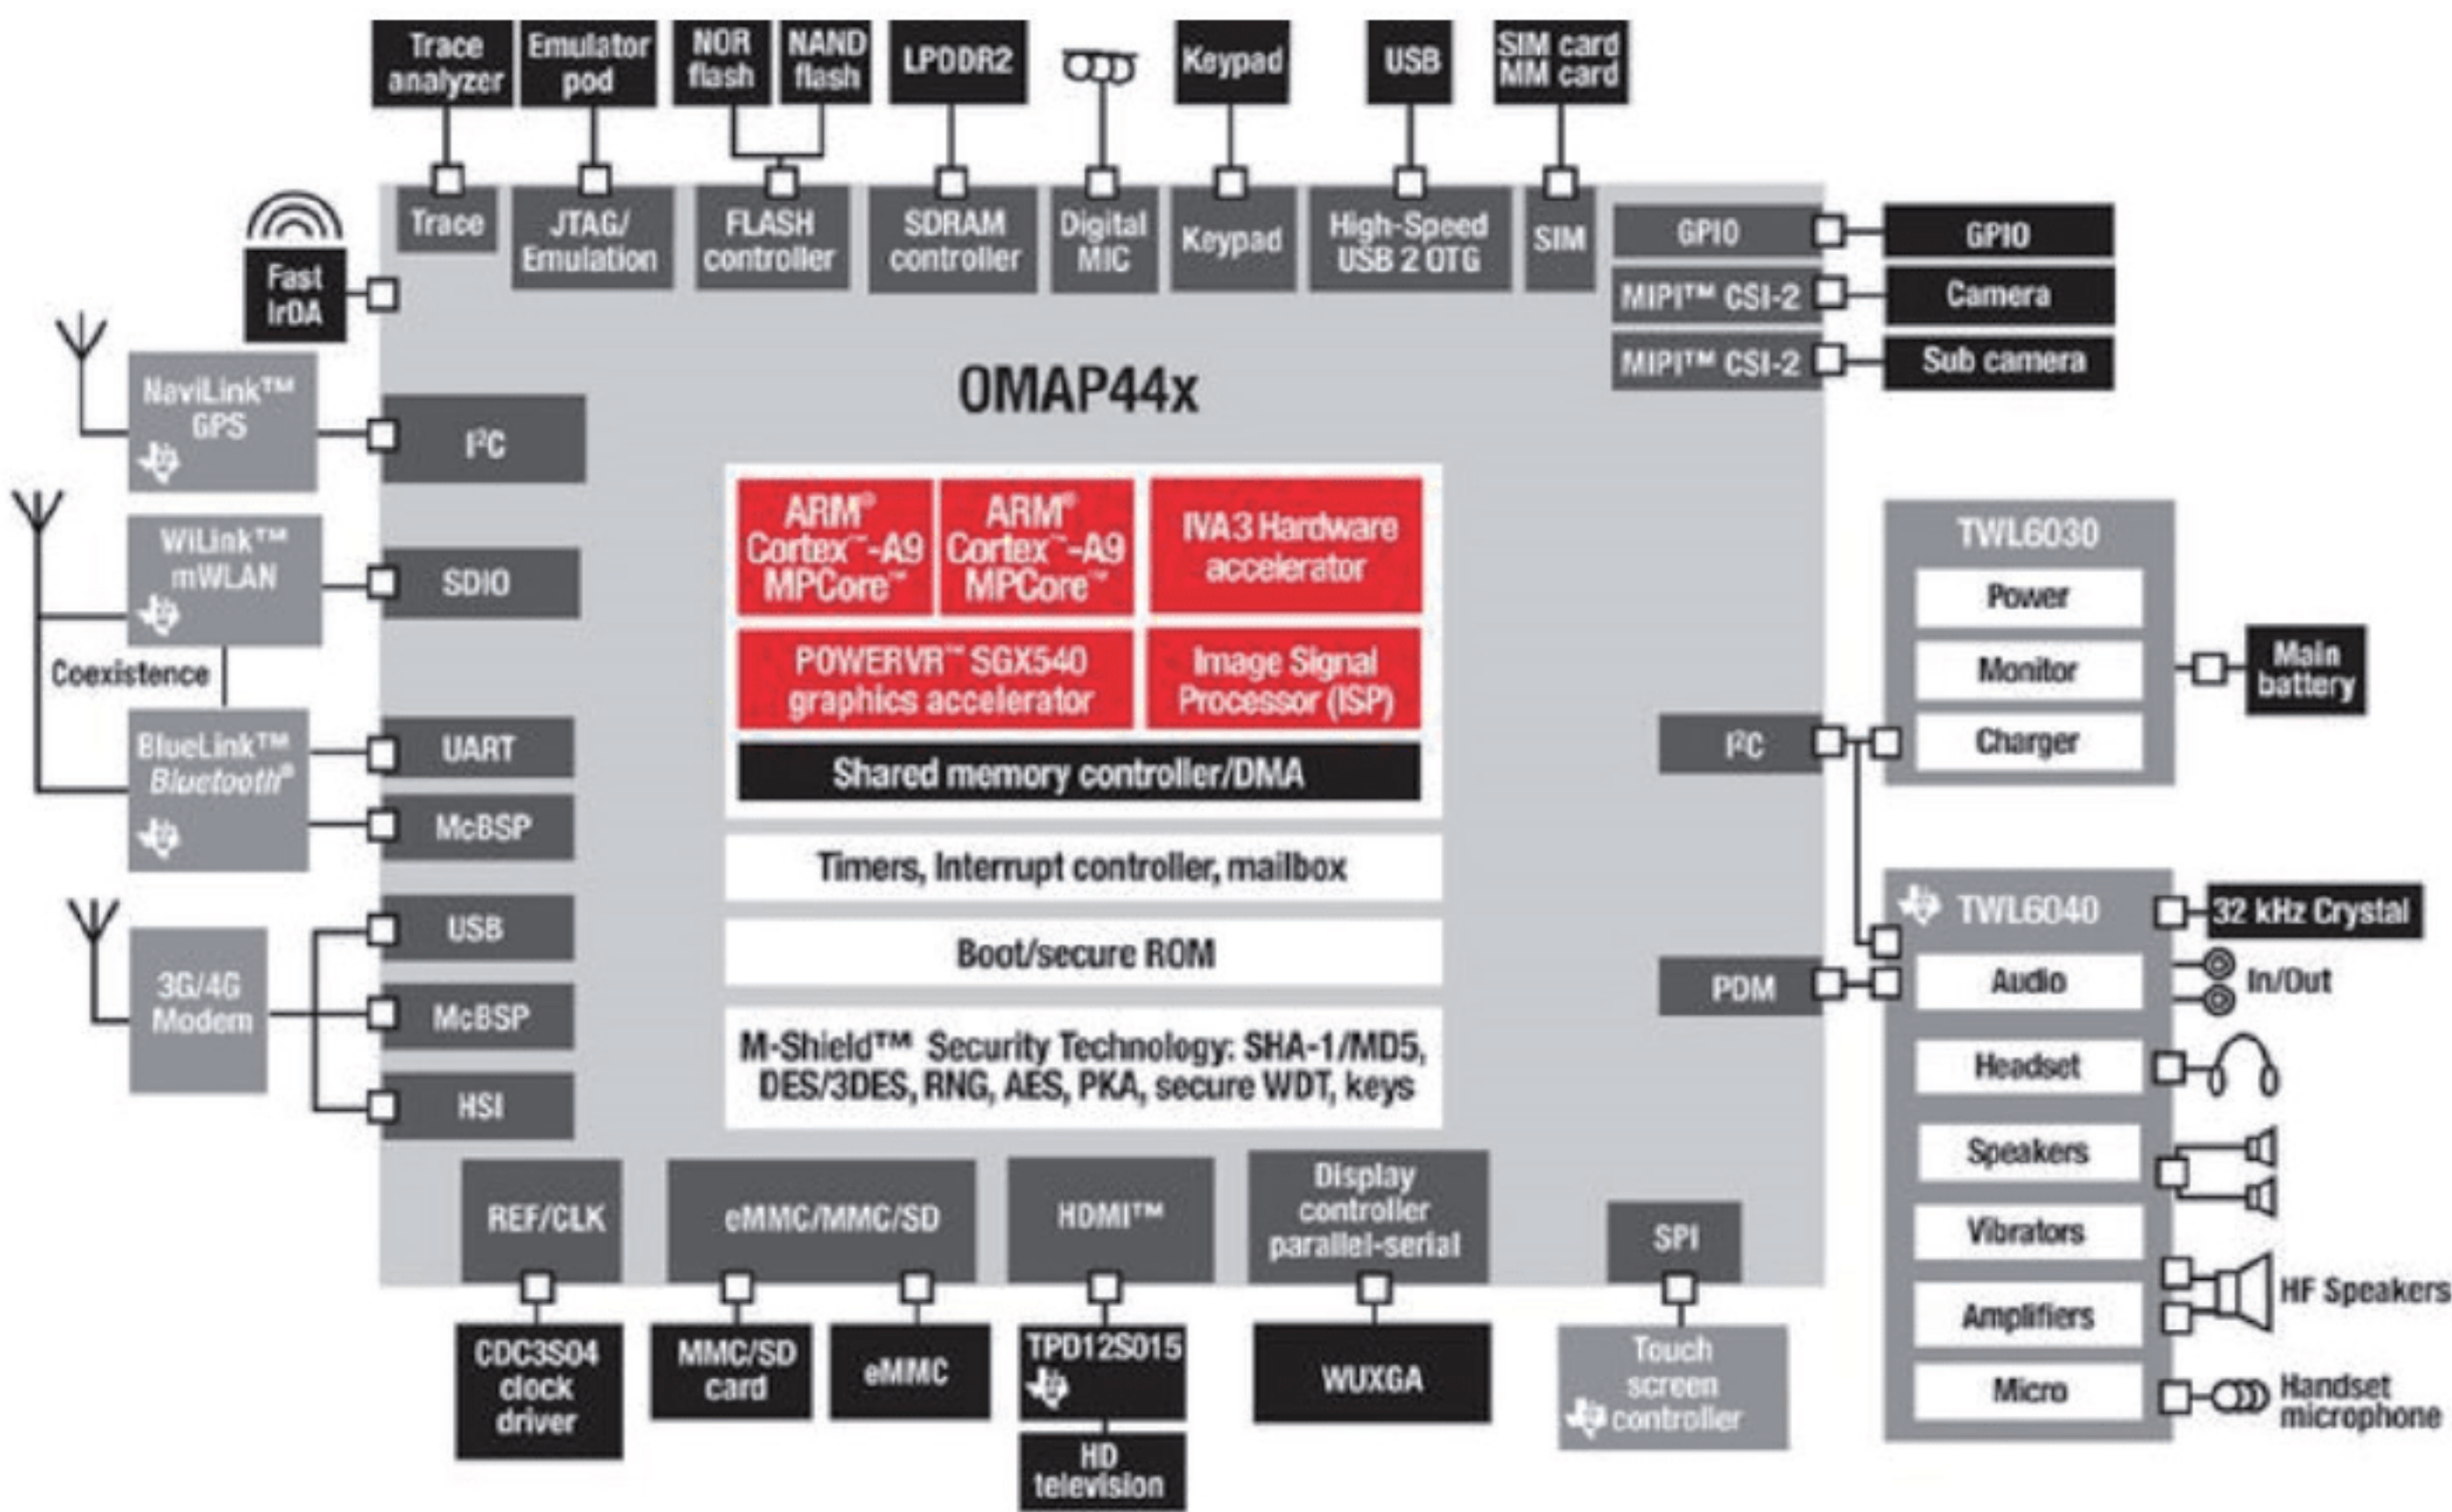 Trace
analyzer
Emulator
pod
NOR
flash
NAND
flash
LPDDR2
Keypad
USB
SIM card
MM card
Trace
JTAG/
Emulation
FLASH
controller
SDRAM
controller
Digital
MIC
Keypad
High-Speed
USB 2 OTG
SIM
GPIO
GPIO
MIPI™ CSI-2
Camera
MIPI™ CSI-2
Sub camera
Fast
IrDA
NaviLink™
GPS
I²C
WiLink™
mWLAN
SDIO
Coexistence
BlueLink™
Bluetooth®
UART
McBSP
3G/4G
Modem
USB
McBSP
HSI
OMAP44x
ARM®
Cortex™-A9
MPCore™
ARM®
Cortex™-A9
MPCore™
IVA3 Hardware
accelerator
POWERVR™ SGX540
graphics accelerator
Image Signal
Processor (ISP)
Shared memory controller/DMA
Timers, Interrupt controller, mailbox
Boot/secure ROM
M-Shield™ Security Technology: SHA-1/MD5,
DES/3DES, RNG, AES, PKA, secure WDT, keys
I²C
PDM
TWL6030
Power
Monitor
Charger
Main
battery
TWL6040
32 kHz Crystal
Audio
In/Out
Headset
Speakers
Vibrators
Amplifiers
HF Speakers
Micro
Handset
microphone
REF/CLK
eMMC/MMC/SD
HDMI™
Display
controller
parallel-serial
SPI
CDC3S04
clock
driver
MMC/SD
card
eMMC
TPD12S015
HD
television
WUXGA
Touch
screen
controller